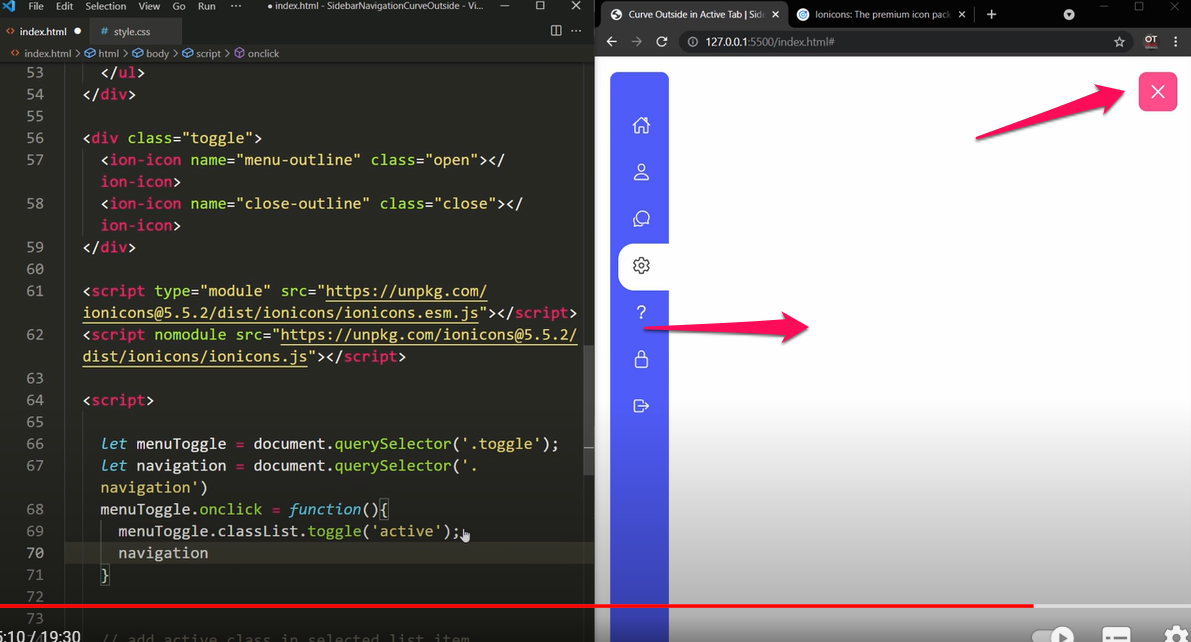 File Edit Selection View Go Run ··· ● index.html - SidebarNavigationCurveOutside - Vi...
index.html ● # style.css
index.html > html > body > script > onclick
53 </ul>
54 </div>
55
56 <div class="toggle">
57 <ion-icon name="menu-outline" class="open"></
ion-icon>
58 <ion-icon name="close-outline" class="close"></
ion-icon>
59 </div>
60
61 <script type="module" src="https://unpkg.com/
ionicons@5.5.2/dist/ionicons/ionicons.esm.js"></script>
62 <script nomodule src="https://unpkg.com/ionicons@5.5.2/
dist/ionicons/ionicons.js"></script>
63
64 <script>
65
66 let menuToggle = document.querySelector('.toggle');
67 let navigation = document.querySelector('.
navigation')
68 menuToggle.onclick = function(){
69 menuToggle.classList.toggle('active');
70 navigation
71 }
72
73
// add active class in selected list item
5:10 / 19:30
Curve Outside in Active Tab | Side
Ionicons: The premium icon pack
127.0.0.1:5500/index.html#
OT
?